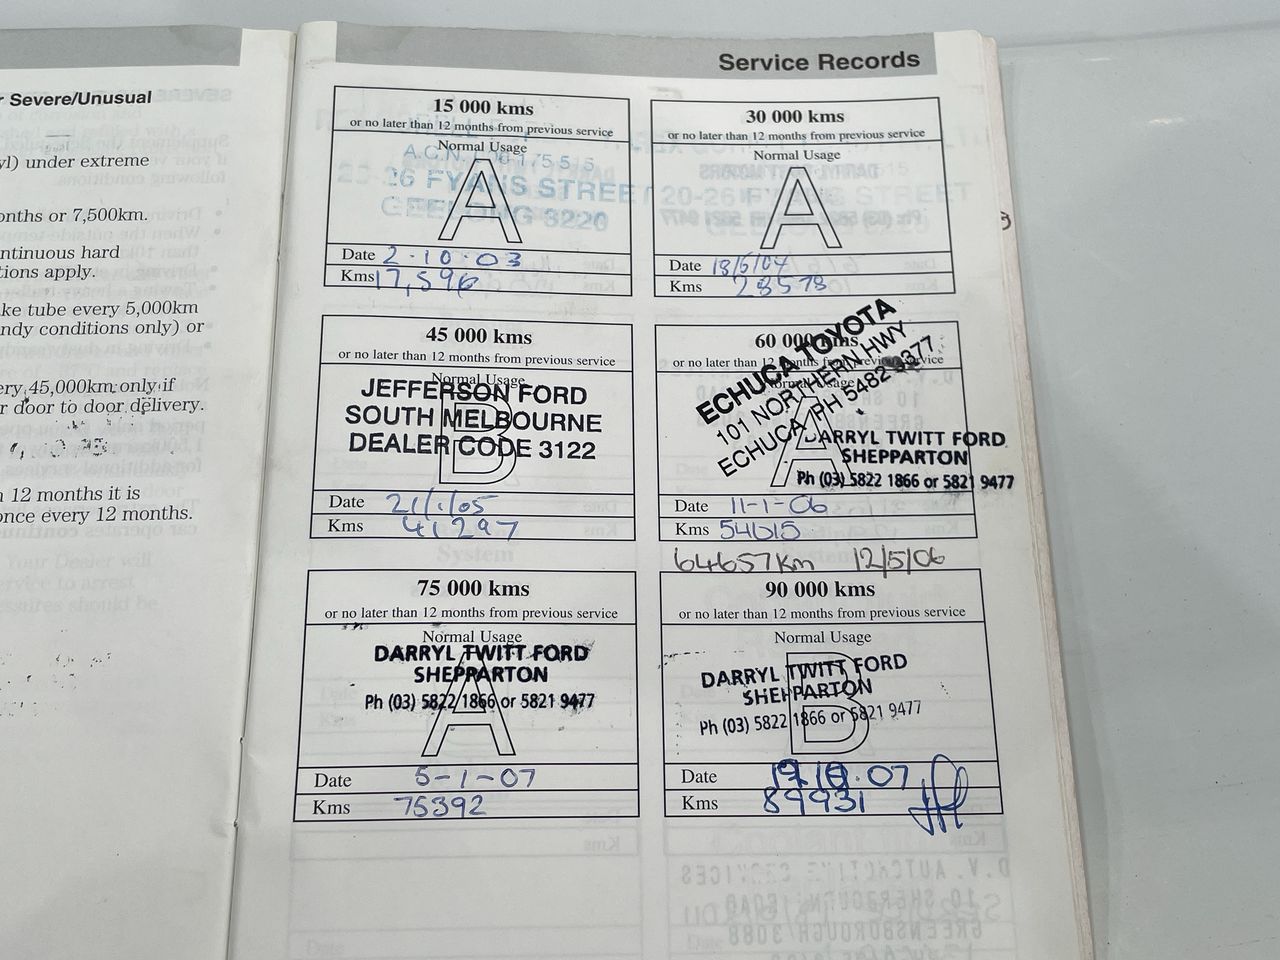 r Severe/Unusual
yl) under extreme
onths or 7,500km.
ntinuous hard
tions apply.
ke tube every 5,000km
ndy conditions only) or
ery 45,000km only if
r door to door delivery.
n 12 months it is
once every 12 months.
Service Records
15 000 kms
or no later than 12 months from previous service
Normal Usage
A
26 FYANS STREET
GEELONG 3220
Date 2-10-03
Kms 17,596
30 000 kms
or no later than 12 months from previous service
Normal Usage
A
20-26 FYANS STREET
GEELONG 3220
Date 18/5/04
Kms 28578
45 000 kms
or no later than 12 months from previous service
Normal Usage
B
JEFFERSON FORD
SOUTH MELBOURNE
DEALER CODE 3122
Date 21/1/05
Kms 41297
60 000 kms
or no later than 12 months from previous service
Normal Usage
A
ECHUCA TOYOTA
101 NORTHERN HWY
ECHUCA PH 5482
DARRYL TWITT FORD
SHEPPARTON
Ph (03) 5822 1866 or 5821 9477
Date 11-1-06
Kms 54015
64657km 12/5/06
75 000 kms
or no later than 12 months from previous service
Normal Usage
A
DARRYL TWITT FORD
SHEPPARTON
Ph (03) 5822 1866 or 5821 9477
Date 5-1-07
Kms 75392
90 000 kms
or no later than 12 months from previous service
Normal Usage
B
DARRYL TWITT FORD
SHEPPARTON
Ph (03) 5822 1866 or 5821 9477
Date 07
Kms 89931